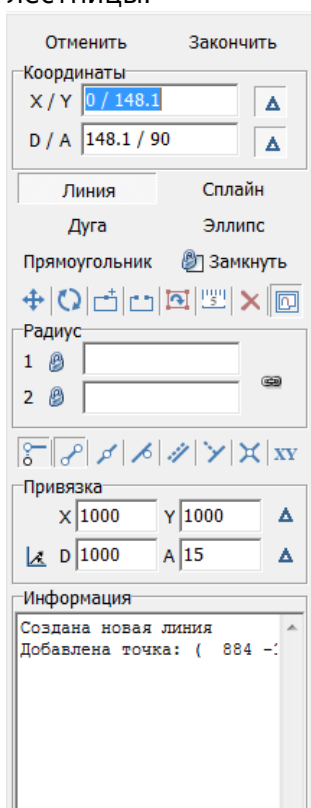 Отменить Закончить
Координаты
X / Y 0 / 148.1 Δ
D / A 148.1 / 90 Δ
Линия Сплайн
Дуга Эллипс
Прямоугольник Замкнуть
5
Радиус
1
2
XY
Привязка
X 1000 Y 1000 Δ
D 1000 A 15 Δ
Информация
Создана новая линия
Добавлена точка: ( 884 -